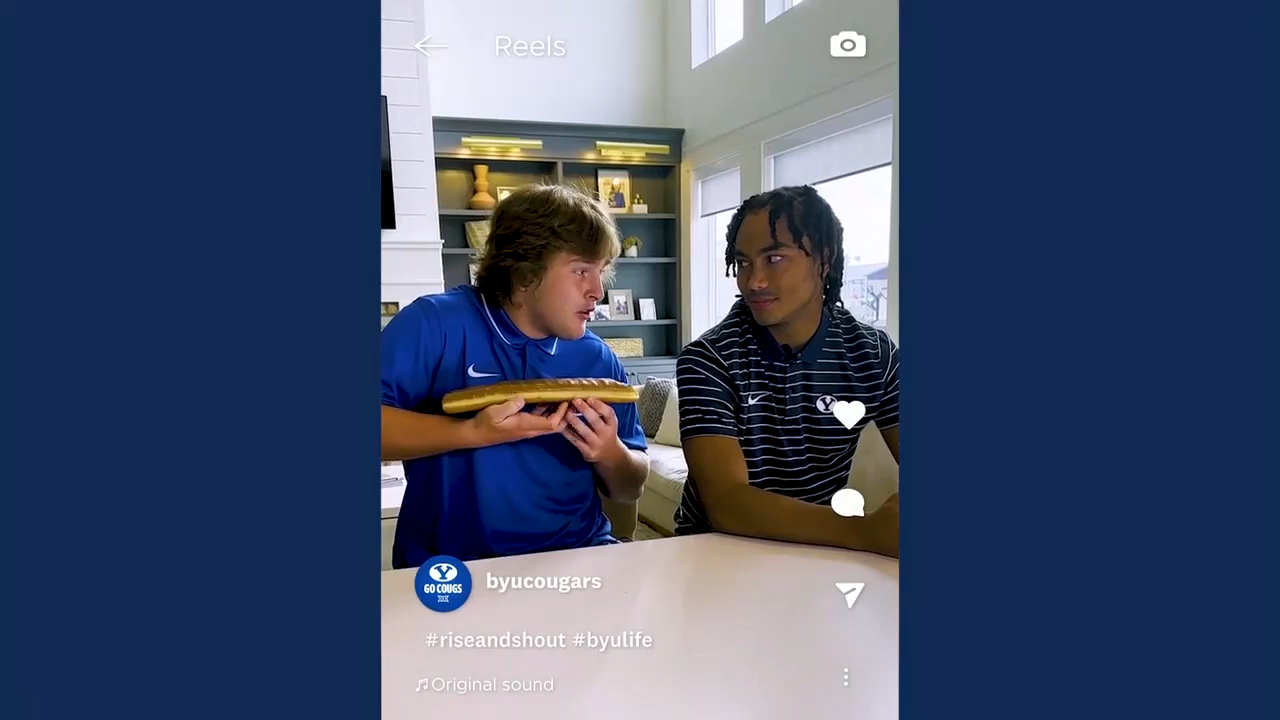 Reels
Y
Y
GO COUGS
byucougars
#riseandshout #byulife
Original sound